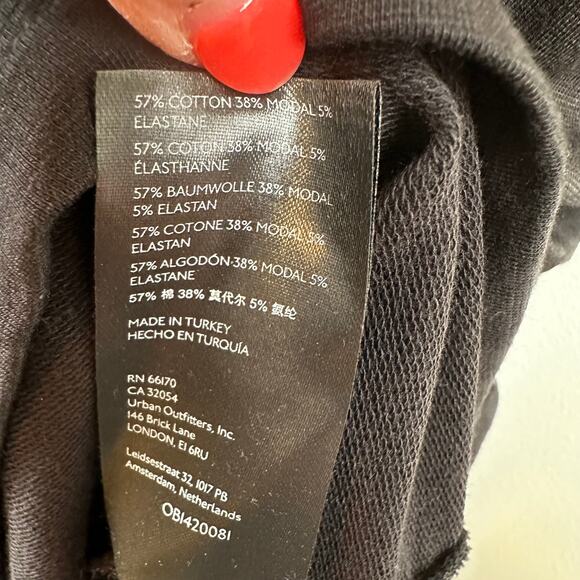 57% COTTON 38% MODAL 5%
ELASTANE
57% COTON 38% MODAL 5%
ÉLASTHANNE
57% BAUMWOLLE 38% MODAL
5% ELASTAN
57% COTONE 38% MODAL 5%
ELASTAN
57% ALGODÓN 38% MODAL 5%
ELASTANE
57% 棉 38% 莫代尔 5% 氨纶
MADE IN TURKEY
HECHO EN TURQUÍA
RN 66170
CA 32054
Urban Outfitters, Inc.
146 Brick Lane
LONDON, E1 6RU
Leidsestraat 32, 1017 PB
Amsterdam, Netherlands
OB1420081